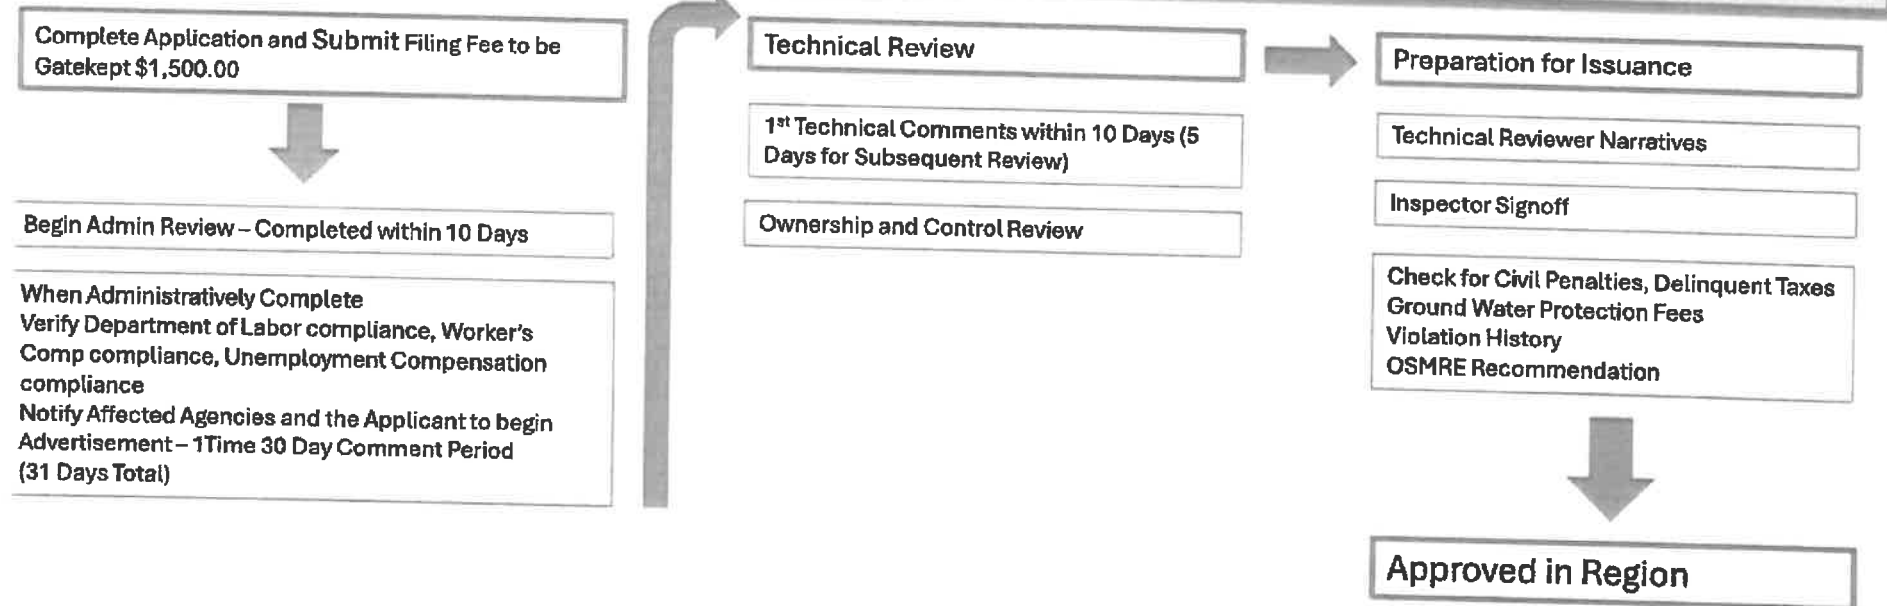 Complete Application and Submit Filing Fee to be
Gatekept $1,500.00
Begin Admin Review – Completed within 10 Days
When Administratively Complete
Verify Department of Labor compliance, Worker's
Comp compliance, Unemployment Compensation
compliance
Notify Affected Agencies and the Applicant to begin
Advertisement – 1Time 30 Day Comment Period
(31 Days Total)
Technical Review
1st Technical Comments within 10 Days (5
Days for Subsequent Review)
Ownership and Control Review
Preparation for Issuance
Technical Reviewer Narratives
Inspector Signoff
Check for Civil Penalties, Delinquent Taxes
Ground Water Protection Fees
Violation History
OSMRE Recommendation
Approved in Region